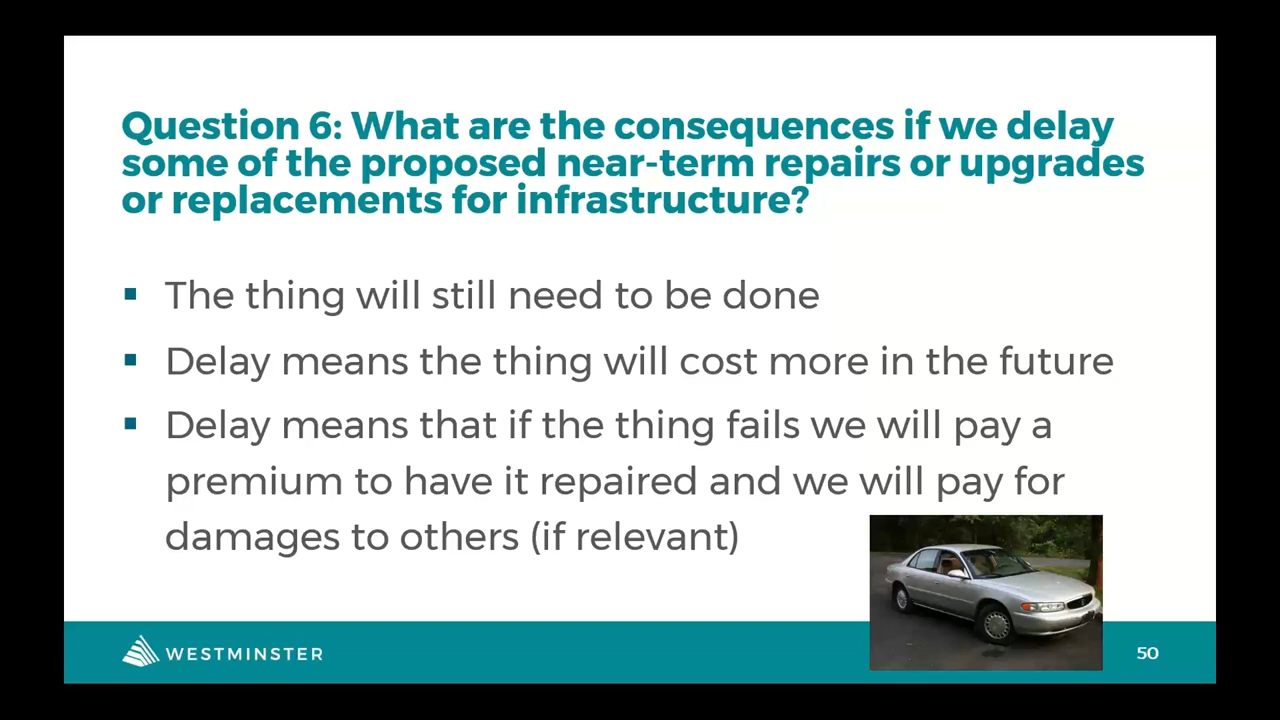 Question 6: What are the consequences if we delay
some of the proposed near-term repairs or upgrades
or replacements for infrastructure?
▪ The thing will still need to be done
▪ Delay means the thing will cost more in the future
▪ Delay means that if the thing fails we will pay a
premium to have it repaired and we will pay for
damages to others (if relevant)
WESTMINSTER
50